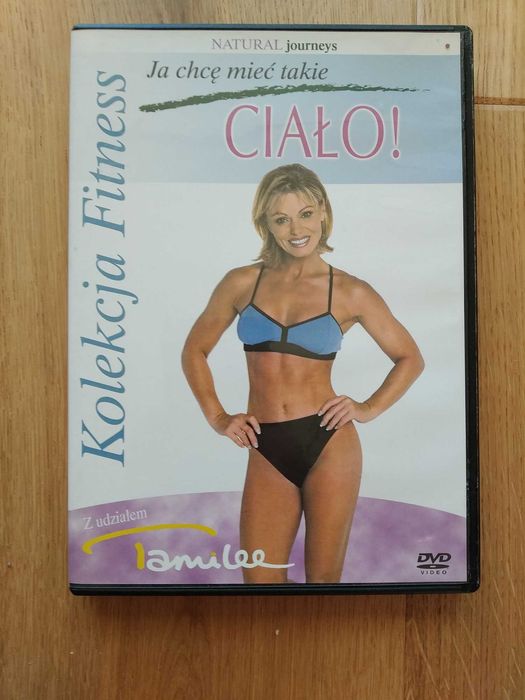 NATURAL journeys
Ja chcę mieć takie
CIAŁO!
Kolekcja Fitness
Z udziałem
Tamilee
DVD
VIDEO